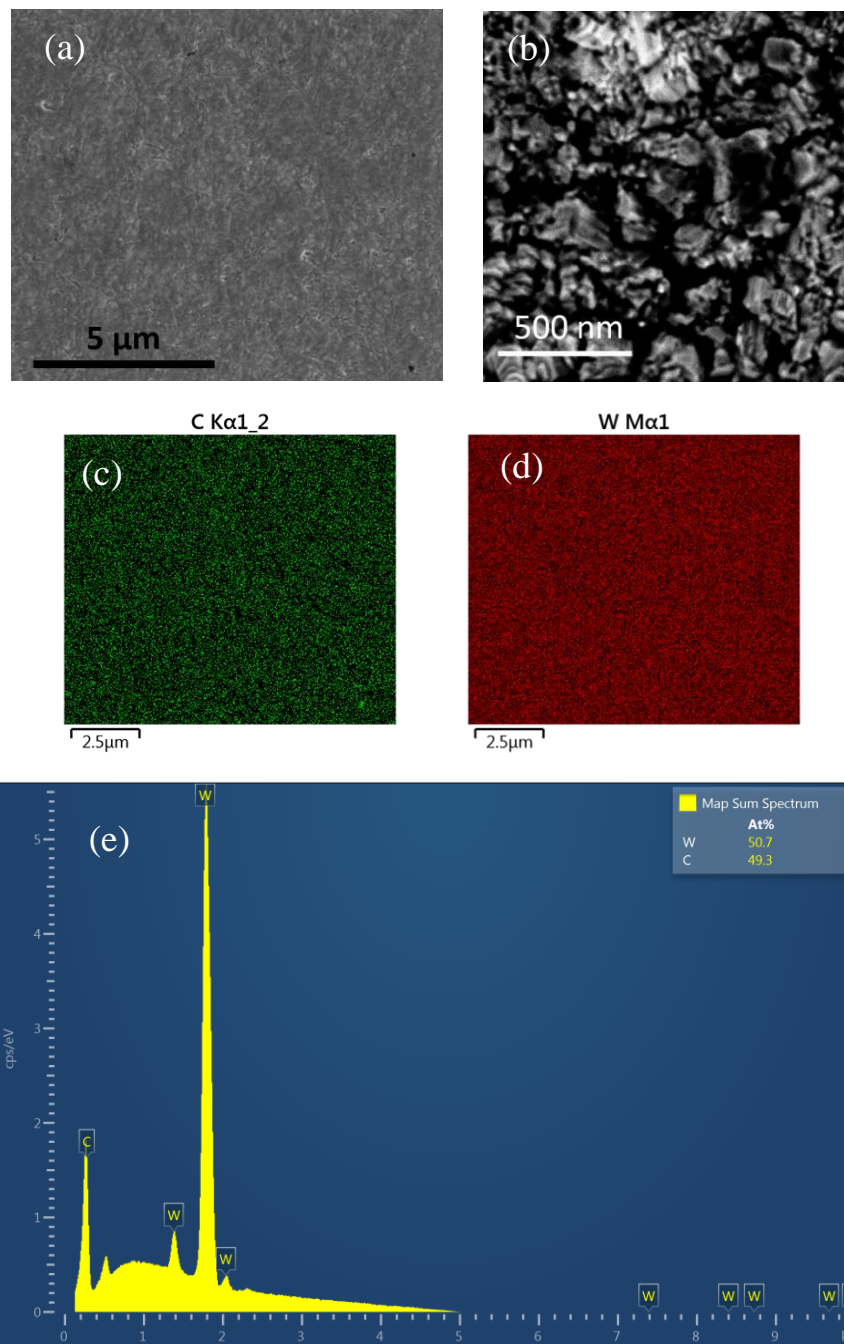 (a)
(b)
5 μm
500 nm
C Kα1_2
W Mα1
(c)
(d)
2.5μm
2.5μm
W
Map Sum Spectrum
At%
W 50.7
C 49.3
(e)
5
4
3
cps/eV
2
C
1
W
W
W
W
W
W
0
0 1 2 3 4 5 6 7 8 9